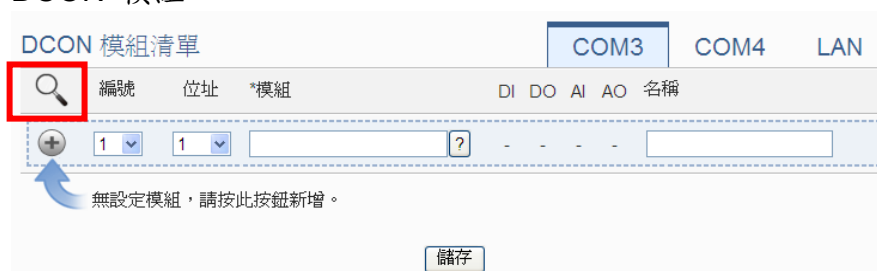 DCON 模組清單 COM3 COM4 LAN
編號 位址 *模組 DI DO AI AO 名稱
1 1 ? - - - -
無設定模組，請按此按鈕新增。
儲存